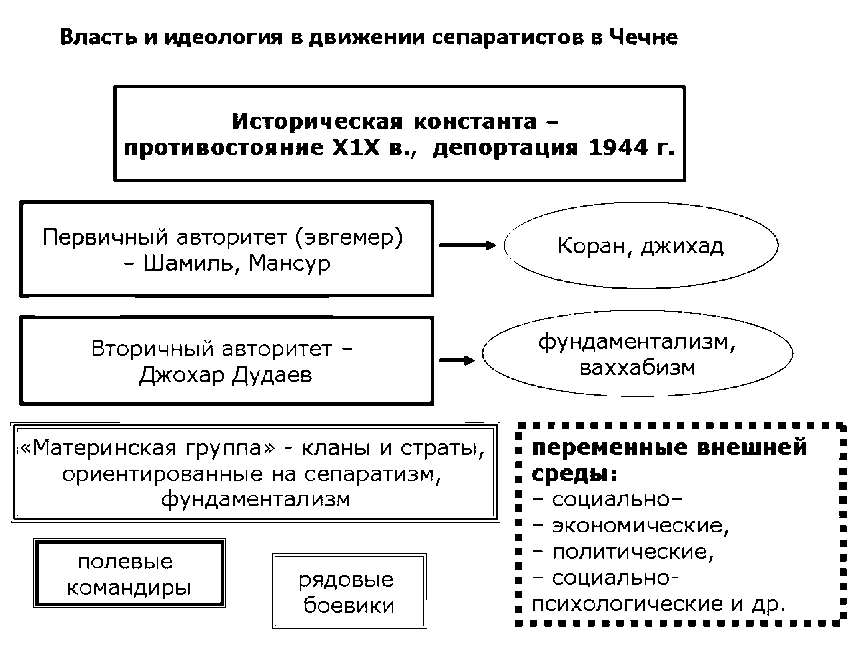 Власть и идеология в движении сепаратистов в Чечне
Историческая константа –
противостояние X1X в., депортация 1944 г.
Первичный авторитет (эвгемер)
– Шамиль, Мансур
Коран, джихад
Вторичный авторитет –
Джохар Дудаев
фундаментализм,
ваххабизм
«Материнская группа» - кланы и страты,
ориентированные на сепаратизм,
фундаментализм
переменные внешней
среды:
– социально–
– экономические,
– политические,
– социально-
психологические и др.
полевые
командиры
рядовые
боевики